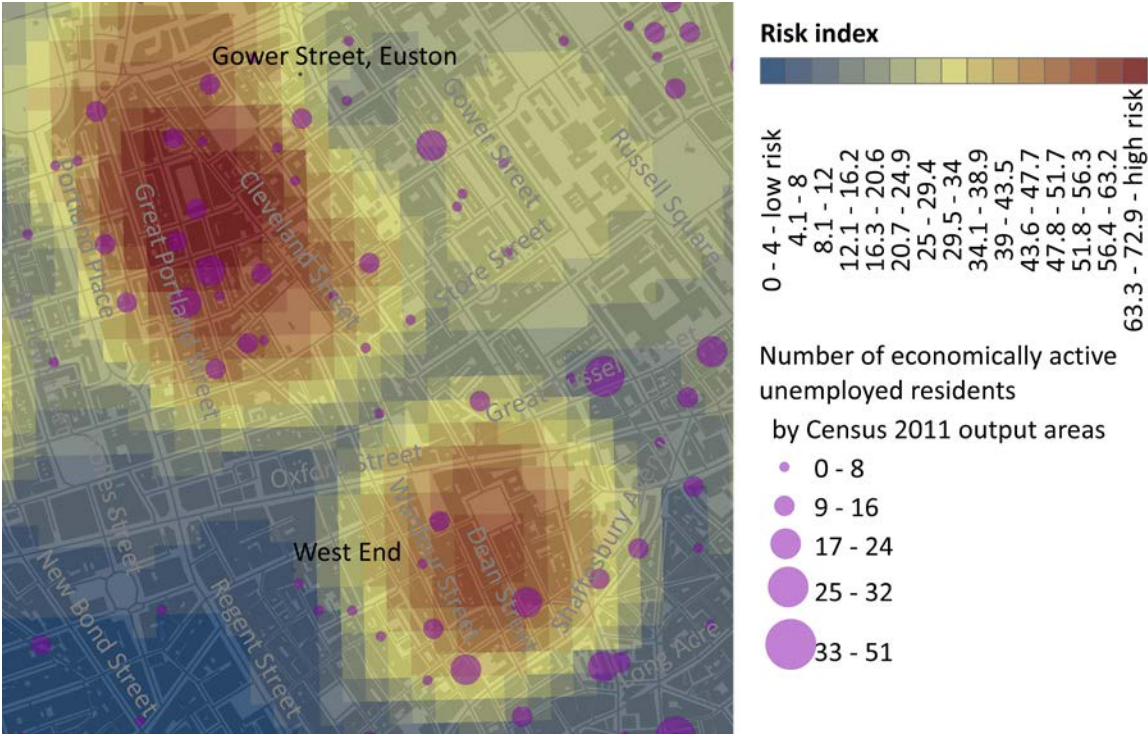 Gower Street, Euston
Gower Street
Russell Square
Portland Place
Great Portland Street
Cleveland Street
Store Street
Great
ssel
eet
Oxford Street
Wardour Street
Dean Street
Shaftesbury Av
West End
New Bond Street
Regent Street
Street
Acre
Risk index
0 - 4 - low risk
4.1 - 8
8.1 - 12
12.1 - 16.2
16.3 - 20.6
20.7 - 24.9
25 - 29.4
29.5 - 34
34.1 - 38.9
39 - 43.5
43.6 - 47.7
47.8 - 51.7
51.8 - 56.3
56.4 - 63.2
63.3 - 72.9 - high risk
Number of economically active
unemployed residents
by Census 2011 output areas
0 - 8
9 - 16
17 - 24
25 - 32
33 - 51